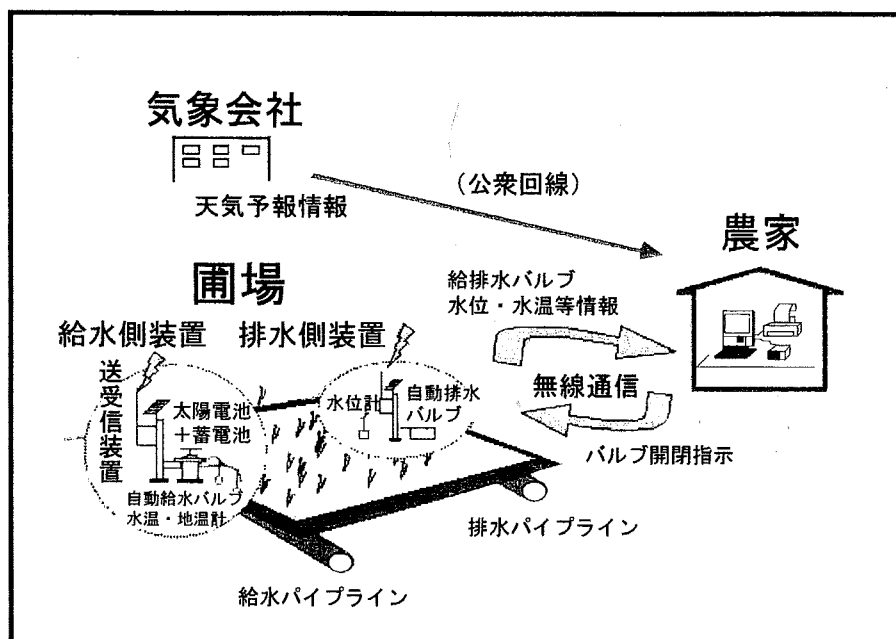 気象会社
天気予報情報
(公衆回線)
農家
圃場
給排水バルブ
水位・水温等情報
給水側装置
排水側装置
送受信装置
太陽電池
+蓄電池
水位計
自動排水
バルブ
無線通信
自動給水バルブ
水温・地温計
バルブ開閉指示
排水パイプライン
給水パイプライン